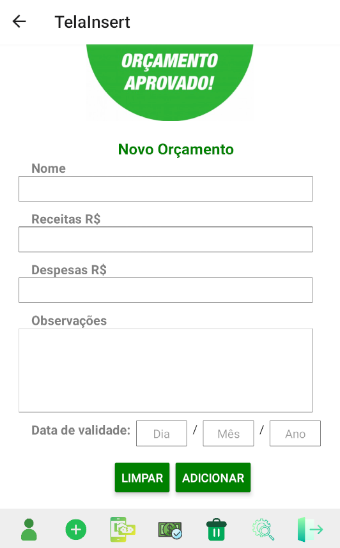 TelaInsert
ORÇAMENTO
APROVADO!
Novo Orçamento
Nome
Receitas R$
Despesas R$
Observações
Data de validade: Dia / Mês / Ano
LIMPAR ADICIONAR